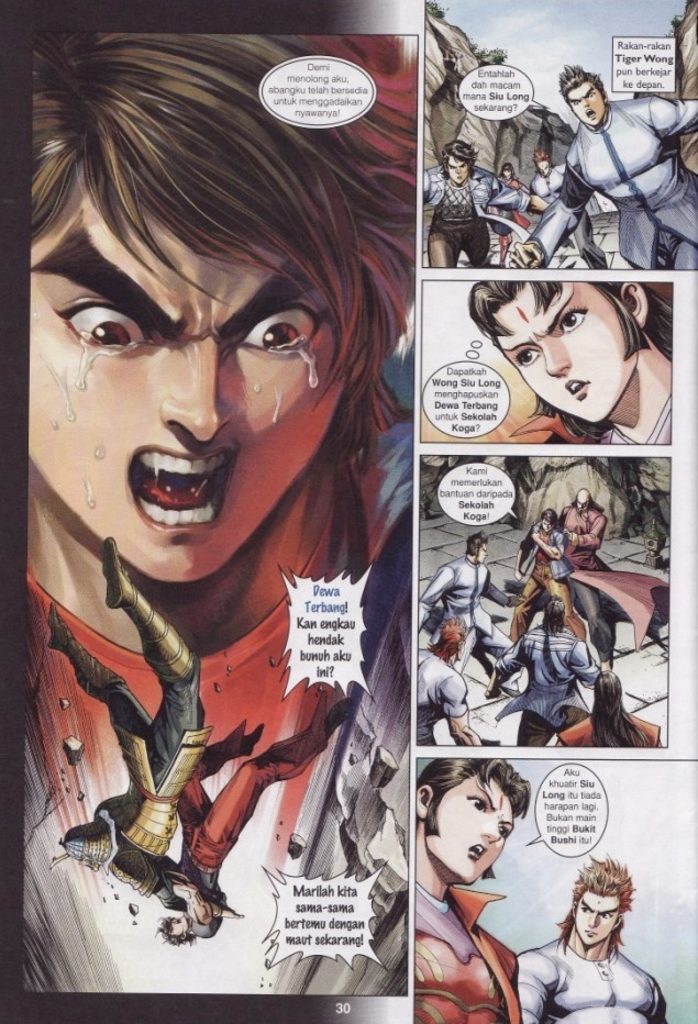 Demi
menolong aku,
abangku telah bersedia
untuk menggadaikan
nyawanya!
Dewa
Terbang!
Kan engkau
hendak
bunuh aku
ini?
Marilah kita
sama-sama
bertemu dengan
maut sekarang!
Rakan-rakan
Tiger Wong
pun berkejar
ke depan.
Entahlah
dah macam
mana Siu Long
sekarang?
Dapatkah
Wong Siu Long
menghapuskan
Dewa Terbang
untuk Sekolah
Koga?
Kami
memerlukan
bantuan daripada
Sekolah
Koga!
Aku
khuatir Siu
Long itu tiada
harapan lagi.
Bukan main
tinggi Bukit
Bushi itu!
30